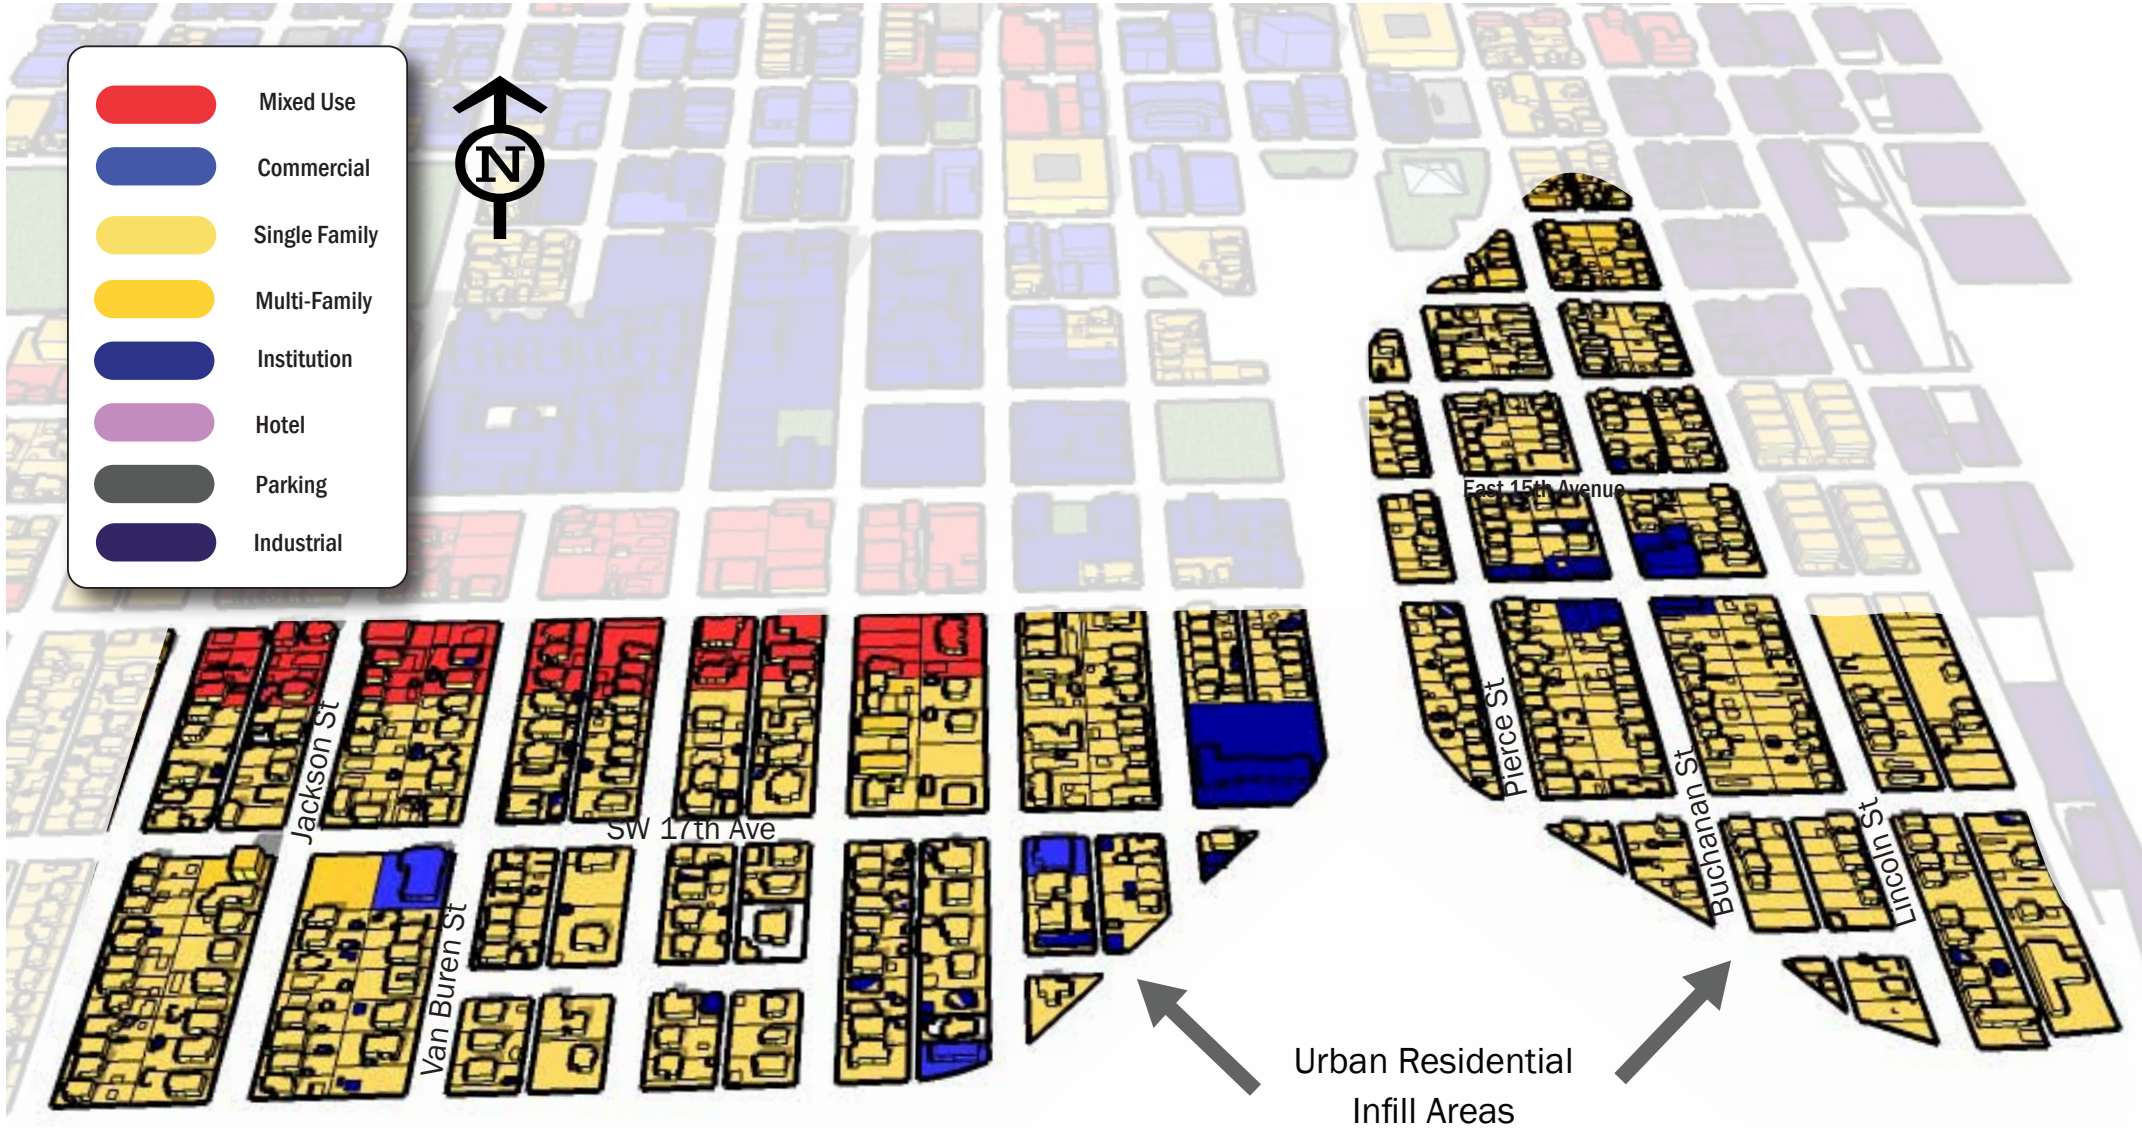 Mixed Use
Commercial
Single Family
Multi-Family
Institution
Hotel
Parking
Industrial
N
East 15th Avenue
Jackson St
SW 17th Ave
Van Buren St
Pierce St
Buchanan St
Lincoln St
Urban Residential
Infill Areas